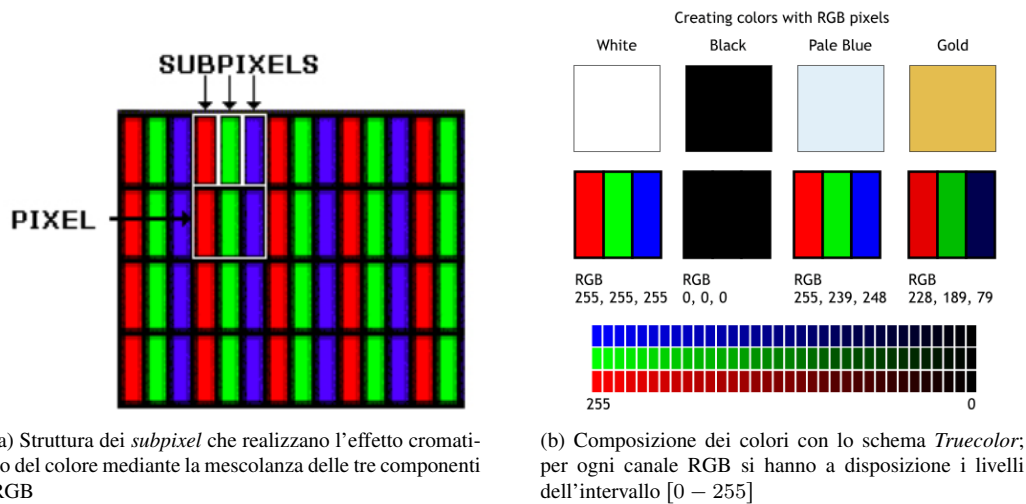 SUBPIXELS
PIXEL
a) Struttura dei subpixel che realizzano l'effetto cromati-
o del colore mediante la mescolanza delle tre componenti
RGB
Creating colors with RGB pixels
White Black Pale Blue Gold
RGB RGB RGB RGB
255, 255, 255 0, 0, 0 255, 239, 248 228, 189, 79
255 0
(b) Composizione dei colori con lo schema Truecolor;
per ogni canale RGB si hanno a disposizione i livelli
dell'intervallo [0 − 255]